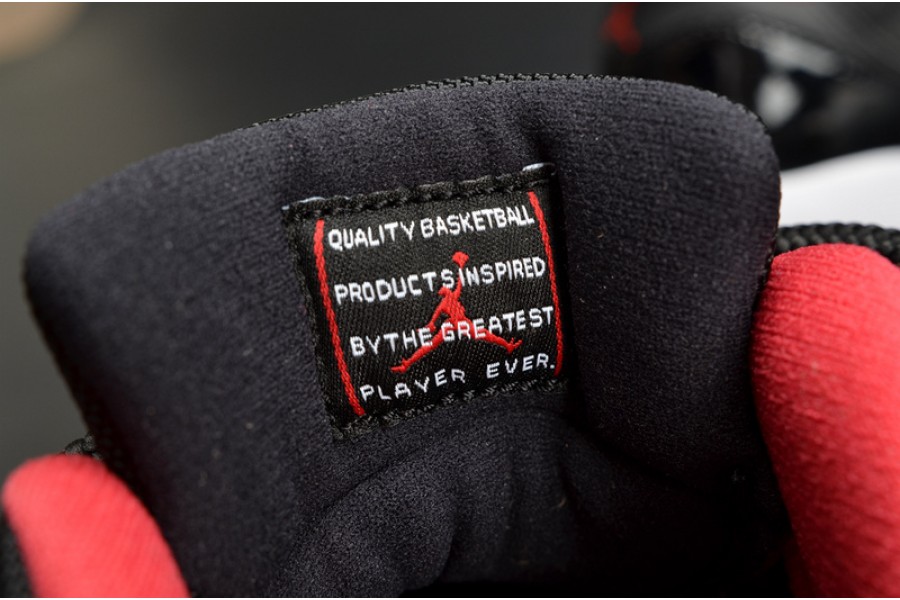 QUALITY BASKETBALL
PRODUCTS INSPIRED
BY THE GREATEST
PLAYER EVER.